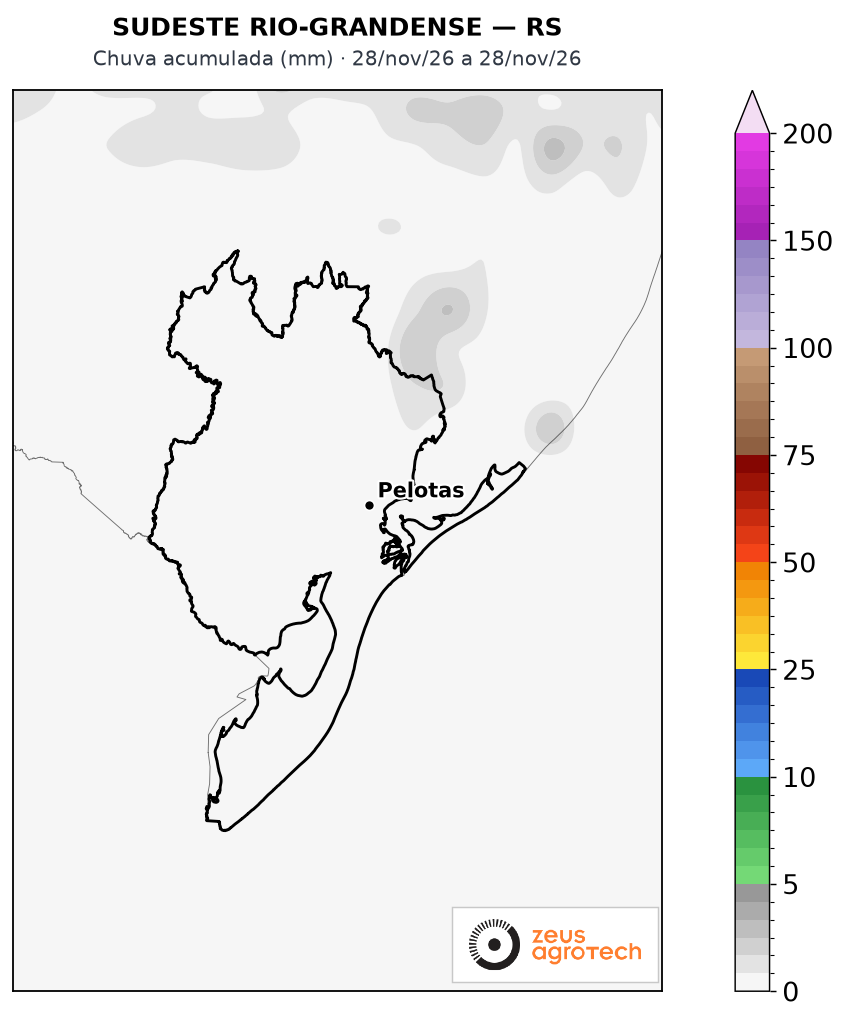 SUDESTE RIO-GRANDENSE — RS
Chuva acumulada (mm) · 28/nov/26 a 28/nov/26
200
150
100
75
50
25
10
5
0
Pelotas
zeus
agrotech